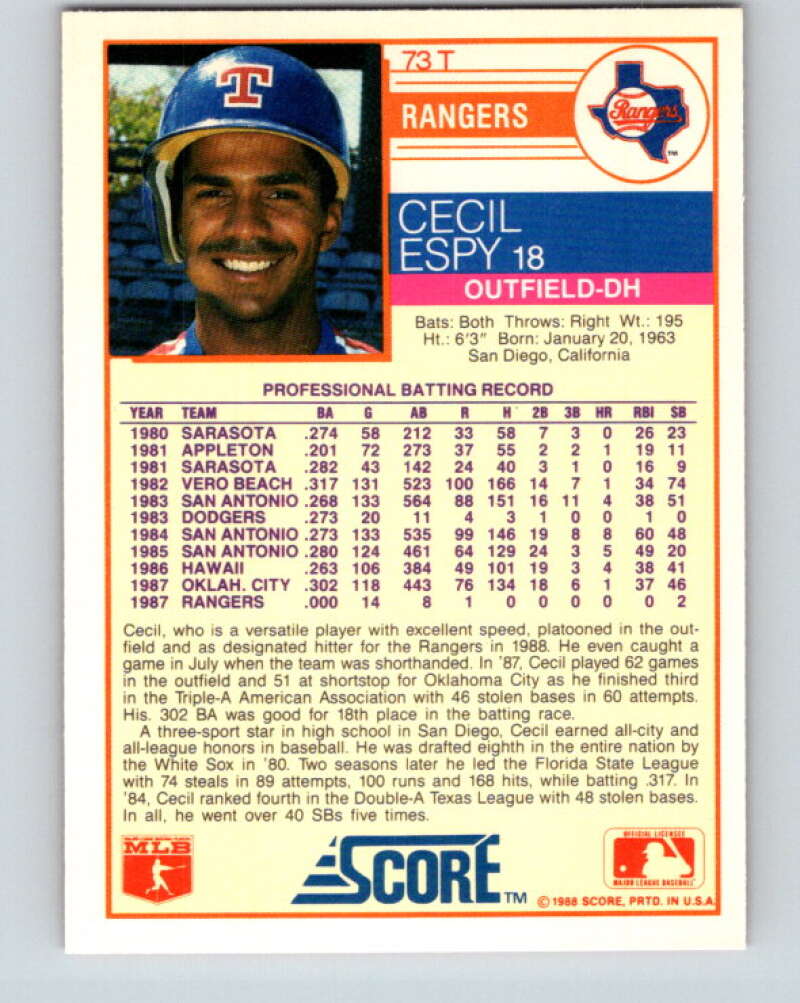 T
73 T
RANGERS
Rangers
TM
CECIL
ESPY 18
OUTFIELD-DH
Bats: Both Throws: Right Wt.: 195
Ht.: 6'3" Born: January 20, 1963
San Diego, California
PROFESSIONAL BATTING RECORD
YEAR TEAM BA G AB R H 2B 3B HR RBI SB
1980 SARASOTA .274 58 212 33 58 7 3 0 26 23
1981 APPLETON .201 72 273 37 55 2 2 1 19 11
1981 SARASOTA .282 43 142 24 40 3 1 0 16 9
1982 VERO BEACH .317 131 523 100 166 14 7 1 34 74
1983 SAN ANTONIO .268 133 564 88 151 16 11 4 38 51
1983 DODGERS .273 20 11 4 3 1 0 0 1 0
1984 SAN ANTONIO .273 133 535 99 146 19 8 8 60 48
1985 SAN ANTONIO .280 124 461 64 129 24 3 5 49 20
1986 HAWAII .263 106 384 49 101 19 3 4 38 41
1987 OKLAH. CITY .302 118 443 76 134 18 6 1 37 46
1987 RANGERS .000 14 8 1 0 0 0 0 0 2
Cecil, who is a versatile player with excellent speed, platooned in the out-
field and as designated hitter for the Rangers in 1988. He even caught a
game in July when the team was shorthanded. In '87, Cecil played 62 games
in the outfield and 51 at shortstop for Oklahoma City as he finished third
in the Triple-A American Association with 46 stolen bases in 60 attempts.
His. 302 BA was good for 18th place in the batting race.
A three-sport star in high school in San Diego, Cecil earned all-city and
all-league honors in baseball. He was drafted eighth in the entire nation by
the White Sox in '80. Two seasons later he led the Florida State League
with 74 steals in 89 attempts, 100 runs and 168 hits, while batting .317. In
'84, Cecil ranked fourth in the Double-A Texas League with 48 stolen bases.
In all, he went over 40 SBs five times.
MLB
SCORE TM
OFFICIAL LICENSEE
MAJOR LEAGUE BASEBALL
© 1988 SCORE, PRTD. IN U.S.A.